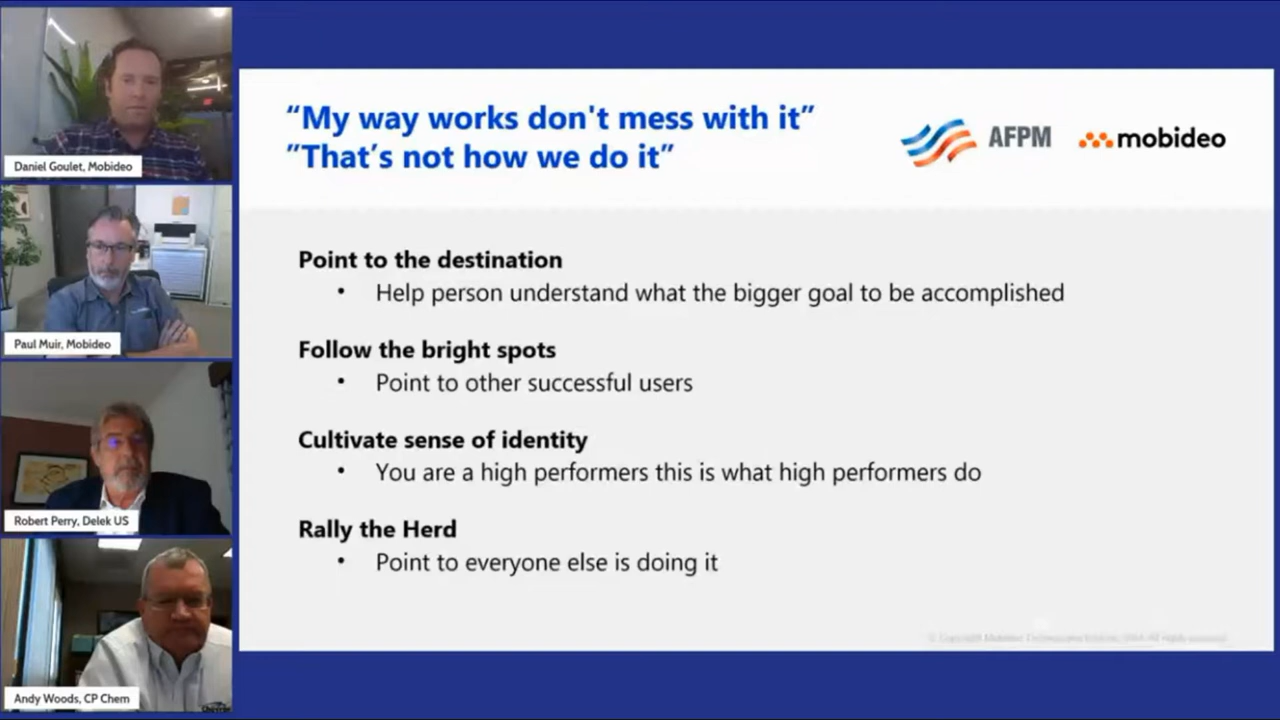 Daniel Goulet, Mobideo
Paul Muir, Mobideo
Robert Perry, Delek US
Andy Woods, CP Chem
“My way works don't mess with it”
”That’s not how we do it”
AFPM
mobideo
Point to the destination
• Help person understand what the bigger goal to be accomplished
Follow the bright spots
• Point to other successful users
Cultivate sense of identity
• You are a high performers this is what high performers do
Rally the Herd
• Point to everyone else is doing it